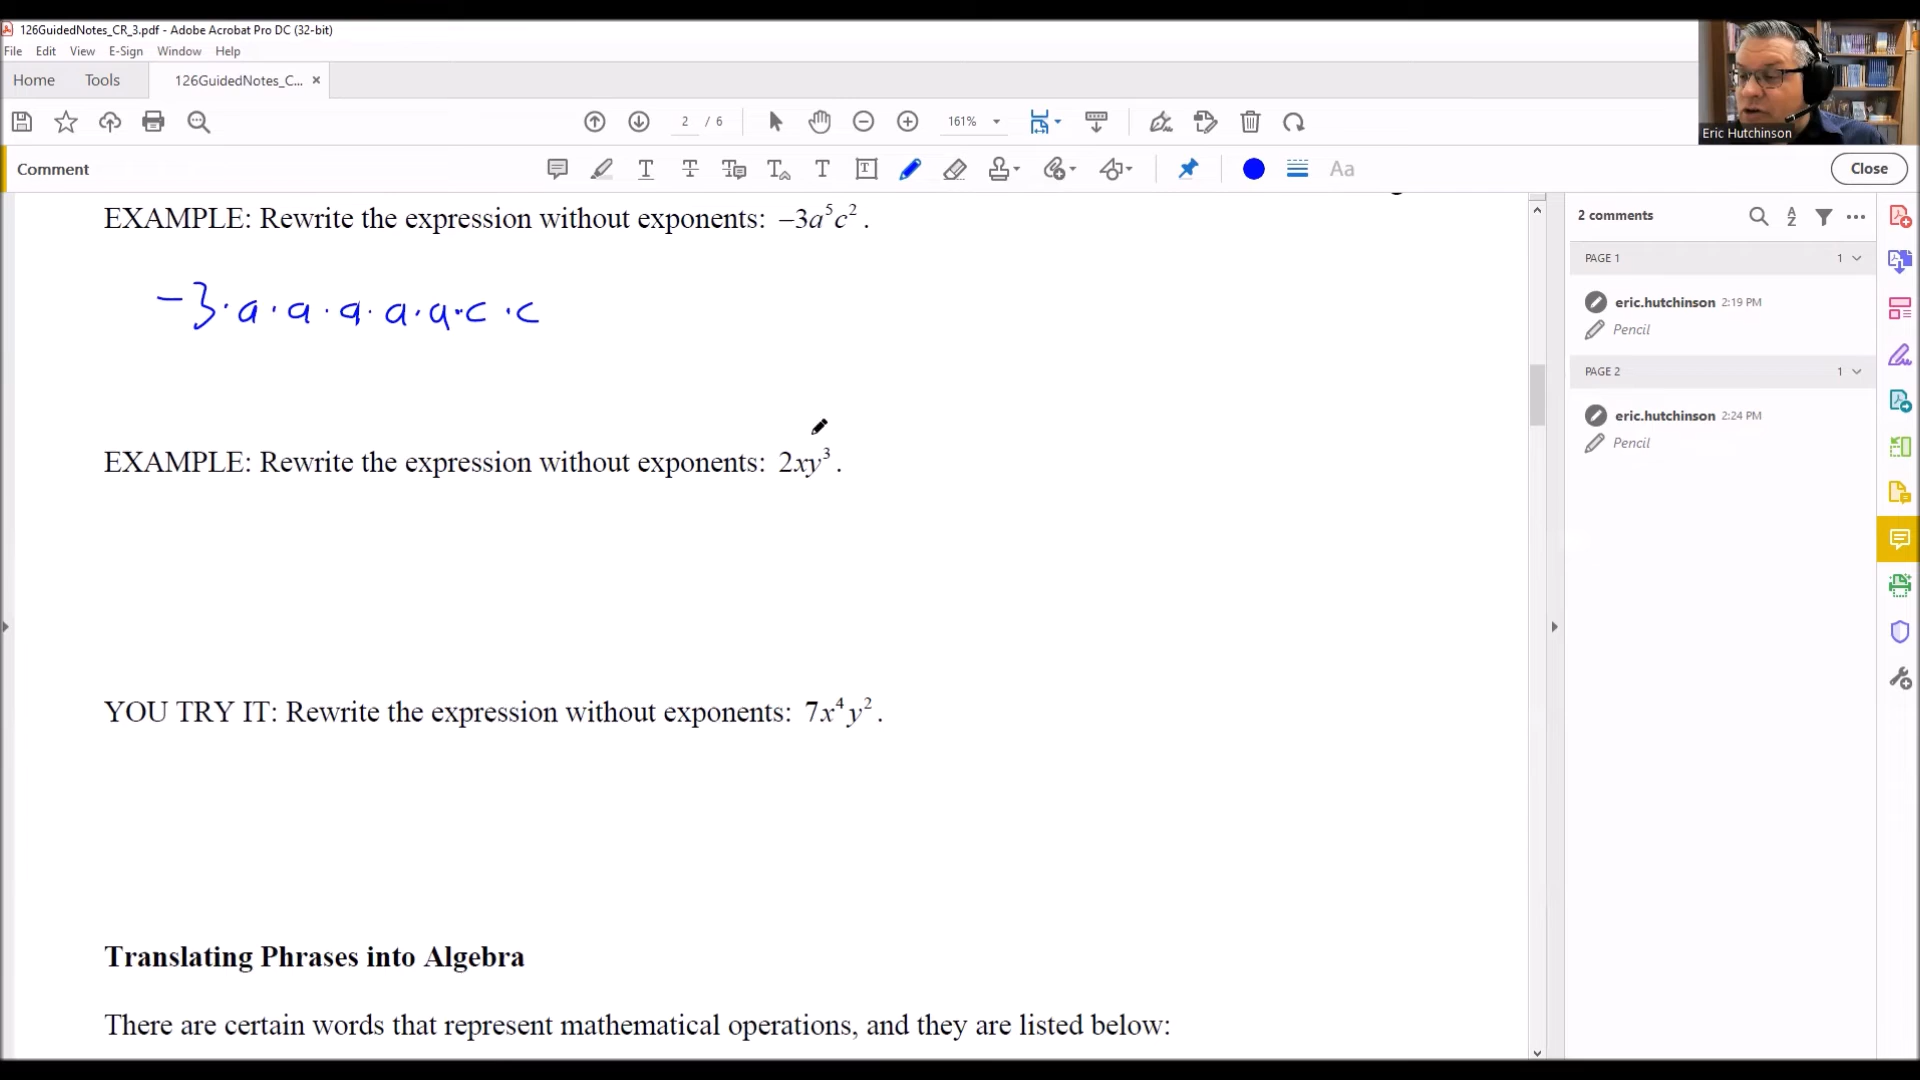 126GuidedNotes_CR_3.pdf - Adobe Acrobat Pro DC (32-bit)
File Edit View E-Sign Window Help
Home Tools 126GuidedNotes_C... ×
2 / 6 161%
Eric Hutchinson
Comment Aa Close
2 comments
EXAMPLE: Rewrite the expression without exponents: −3a⁵c².
PAGE 1 1
−3·a·a·a·a·a·c·c
eric.hutchinson 2:19 PM
Pencil
PAGE 2 1
eric.hutchinson 2:24 PM
Pencil
EXAMPLE: Rewrite the expression without exponents: 2xy³.
YOU TRY IT: Rewrite the expression without exponents: 7x⁴y².
Translating Phrases into Algebra
There are certain words that represent mathematical operations, and they are listed below: